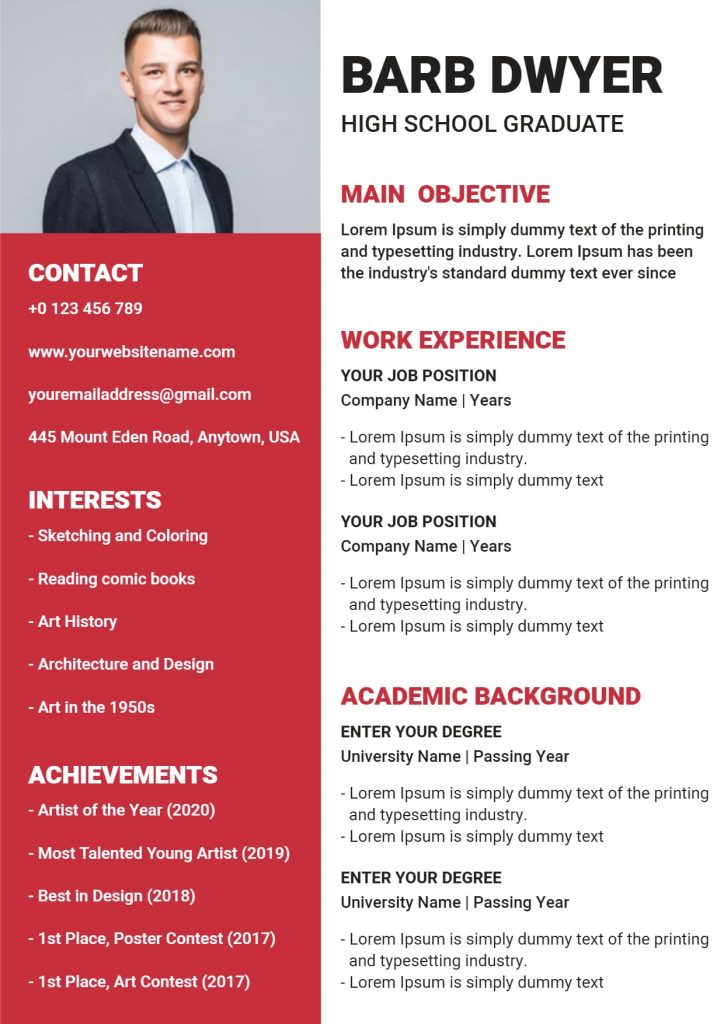 BARB DWYER
HIGH SCHOOL GRADUATE
CONTACT
+0 123 456 789
www.yourwebsitename.com
youremailaddress@gmail.com
445 Mount Eden Road, Anytown, USA
INTERESTS
- Sketching and Coloring
- Reading comic books
- Art History
- Architecture and Design
- Art in the 1950s
ACHIEVEMENTS
- Artist of the Year (2020)
- Most Talented Young Artist (2019)
- Best in Design (2018)
- 1st Place, Poster Contest (2017)
- 1st Place, Art Contest (2017)
MAIN OBJECTIVE
Lorem Ipsum is simply dummy text of the printing
and typesetting industry. Lorem Ipsum has been
the industry's standard dummy text ever since
WORK EXPERIENCE
YOUR JOB POSITION
Company Name | Years
- Lorem Ipsum is simply dummy text of the printing
and typesetting industry.
- Lorem Ipsum is simply dummy text
YOUR JOB POSITION
Company Name | Years
- Lorem Ipsum is simply dummy text of the printing
and typesetting industry.
- Lorem Ipsum is simply dummy text
ACADEMIC BACKGROUND
ENTER YOUR DEGREE
University Name | Passing Year
- Lorem Ipsum is simply dummy text of the printing
and typesetting industry.
- Lorem Ipsum is simply dummy text
ENTER YOUR DEGREE
University Name | Passing Year
- Lorem Ipsum is simply dummy text of the printing
and typesetting industry.
- Lorem Ipsum is simply dummy text